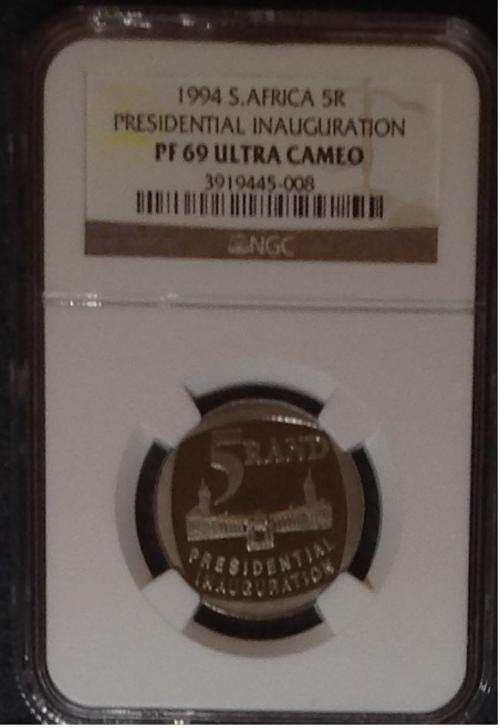 1994 S.AFRICA 5R
PRESIDENTIAL INAUGURATION
PF 69 ULTRA CAMEO
3919445-008
NGC
5 RAND
PRESIDENTIAL
INAUGURATION